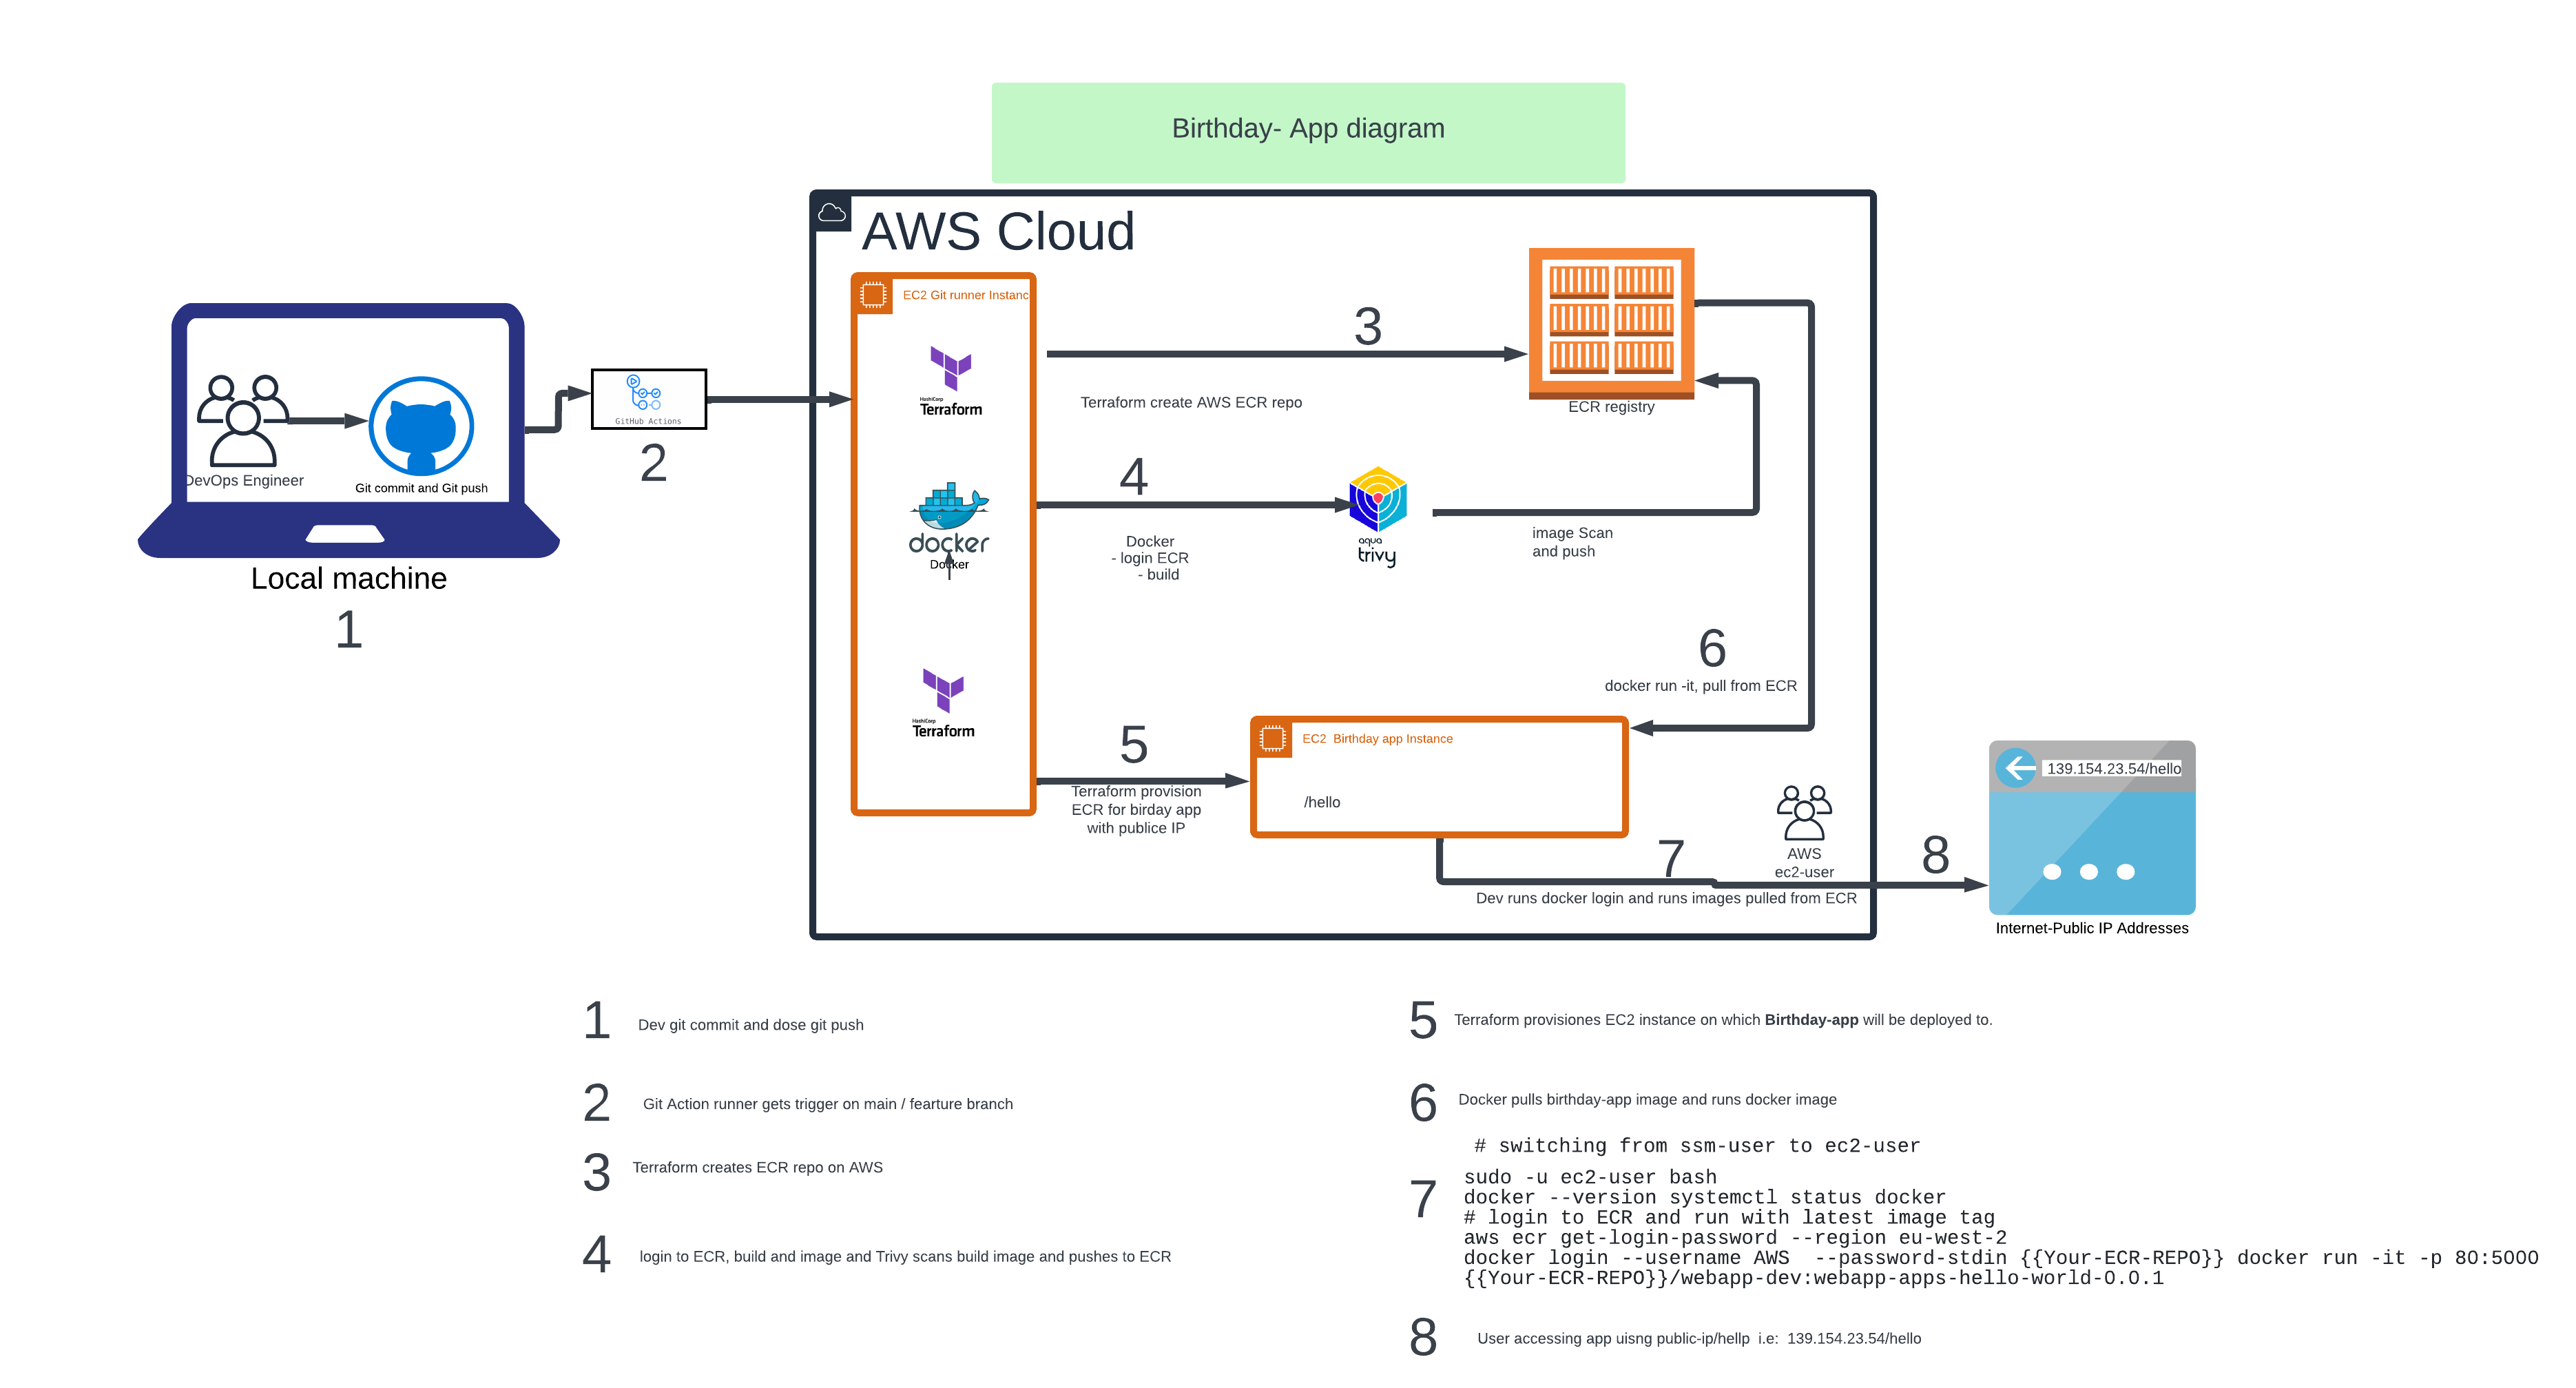 Birthday- App diagram
AWS Cloud
EC2 Git runner Instanc
HashiCorp
Terraform
3
Terraform create AWS ECR repo
ECR registry
DevOps Engineer
Git commit and Git push
GitHub Actions
2
Local machine
1
docker
Docker
4
Docker
- login ECR
- build
aqua
trivy
image Scan
and push
6
docker run -it, pull from ECR
HashiCorp
Terraform
5
Terraform provision
ECR for birday app
with publice IP
EC2  Birthday app Instance
/hello
7
AWS
ec2-user
Dev runs docker login and runs images pulled from ECR
8
139.154.23.54/hello
Internet-Public IP Addresses
1 Dev git commit and dose git push
2 Git Action runner gets trigger on main / fearture branch
3 Terraform creates ECR repo on AWS
4 login to ECR, build and image and Trivy scans build image and pushes to ECR
5 Terraform provisiones EC2 instance on which Birthday-app will be deployed to.
6 Docker pulls birthday-app image and runs docker image
# switching from ssm-user to ec2-user
7
sudo -u ec2-user bash
docker --version systemctl status docker
# login to ECR and run with latest image tag
aws ecr get-login-password --region eu-west-2
docker login --username AWS  --password-stdin {{Your-ECR-REPO}} docker run -it -p 80:5000
{{Your-ECR-REPO}}/webapp-dev:webapp-apps-hello-world-0.0.1
8 User accessing app uisng public-ip/hellp  i.e:  139.154.23.54/hello